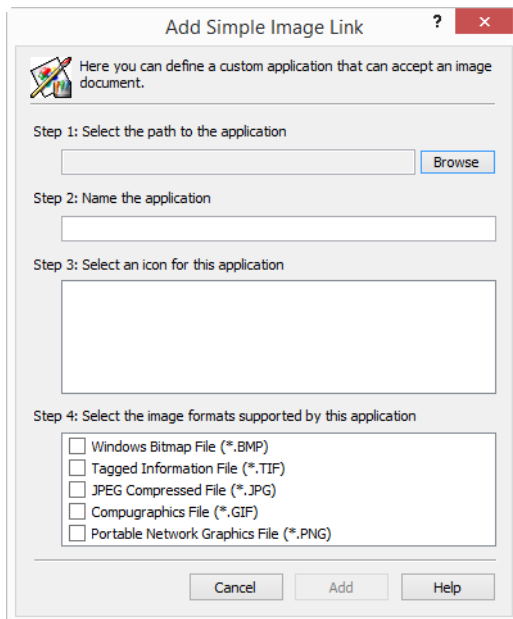 Add Simple Image Link
?
×
Here you can define a custom application that can accept an image
document.
Step 1: Select the path to the application
Browse
Step 2: Name the application
Step 3: Select an icon for this application
Step 4: Select the image formats supported by this application
Windows Bitmap File (*.BMP)
Tagged Information File (*.TIF)
JPEG Compressed File (*.JPG)
Compugraphics File (*.GIF)
Portable Network Graphics File (*.PNG)
Cancel Add Help